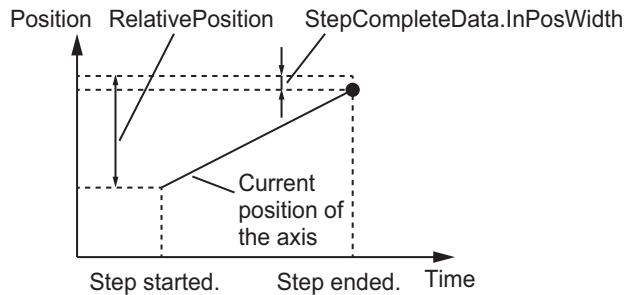 Position RelativePosition StepCompleteData.InPosWidth
Current
position of
the axis
Step started. Step ended. Time